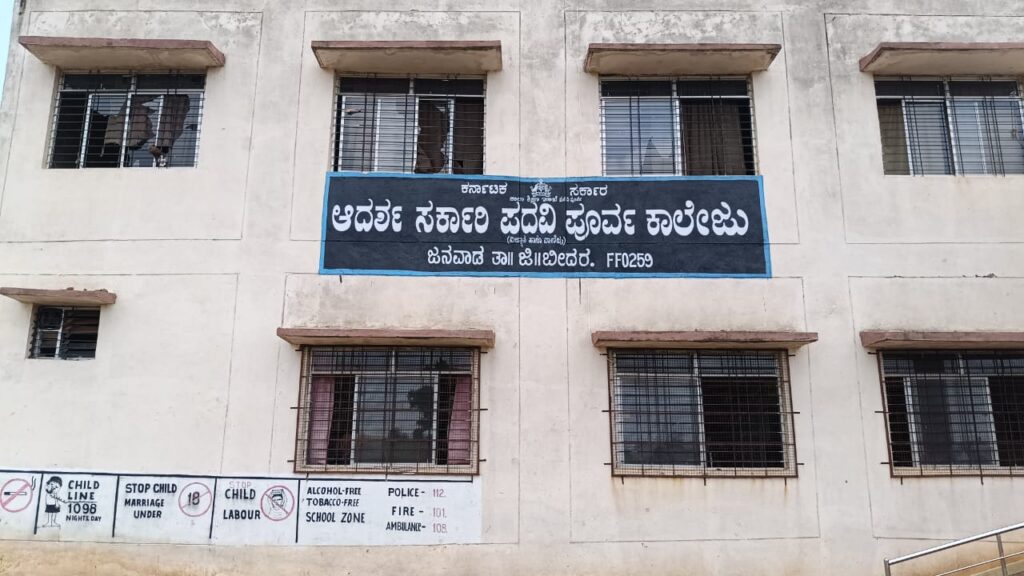 ಕರ್ನಾಟಕ ಸರ್ಕಾರ
ಆದರ್ಶ ಸರ್ಕಾರಿ ಪದವಿ ಪೂರ್ವ ಕಾಲೇಜು
(ವಿಜ್ಞಾನ ಹಾಗೂ ವಾಣಿಜ್ಯ)
ಜನವಾಡ ತಾ|| ಜಿ||ಬೀದರ. FF0259
CHILD LINE 1098 NIGHT & DAY
STOP CHILD MARRIAGE UNDER 18
STOP CHILD LABOUR
ALCOHOL-FREE TOBACCO-FREE SCHOOL ZONE
POLICE - 112.
FIRE - 101.
AMBULANCE - 108.